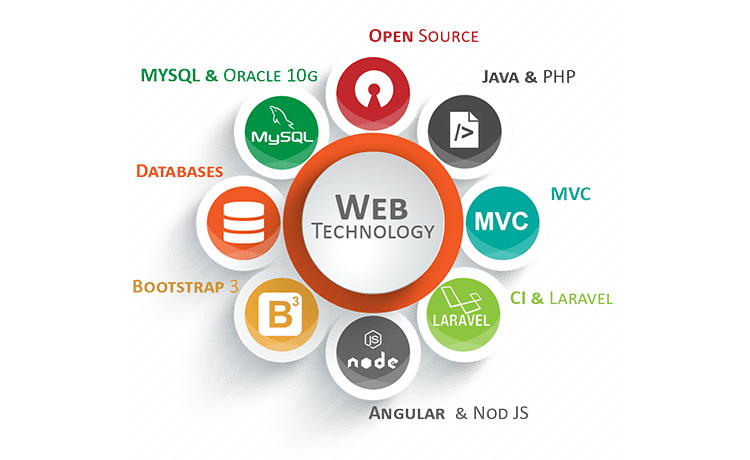 Open Source
MYSQL & Oracle 10g
Java & PHP
MySQL
</>
Databases
Web
Technology
MVC
MVC
Bootstrap 3
B3
CI & Laravel
LARAVEL
JS
node
Angular & Nod JS